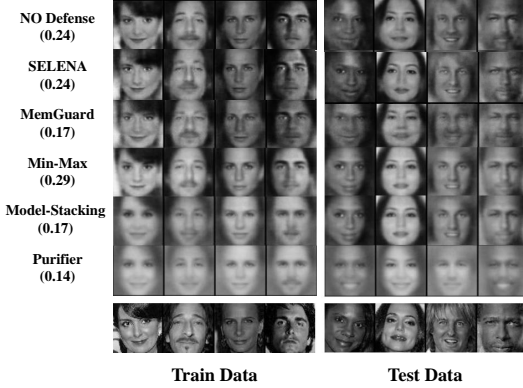 NO Defense
(0.24)
SELENA
(0.24)
MemGuard
(0.17)
Min-Max
(0.29)
Model-Stacking
(0.17)
Purifier
(0.14)
Train Data
Test Data